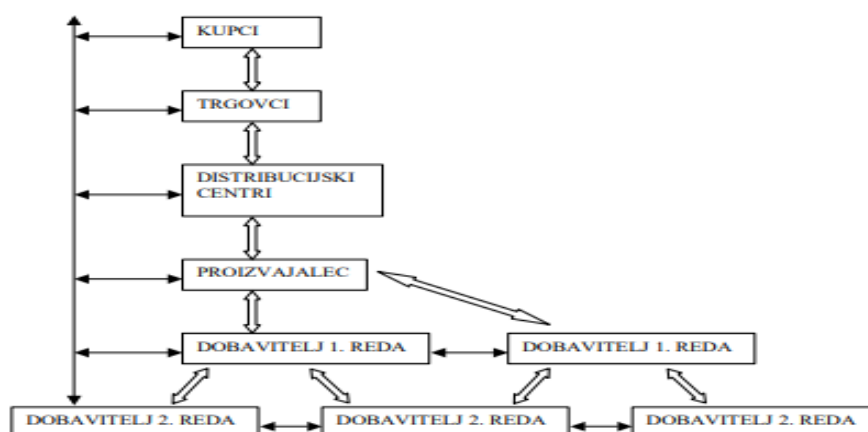 KUPCI
TRGOVCI
DISTRIBUCIJSKI
CENTRI
PROIZVAJALEC
DOBAVITELJ 1. REDA
DOBAVITELJ 1. REDA
DOBAVITELJ 2. REDA
DOBAVITELJ 2. REDA
DOBAVITELJ 2. REDA